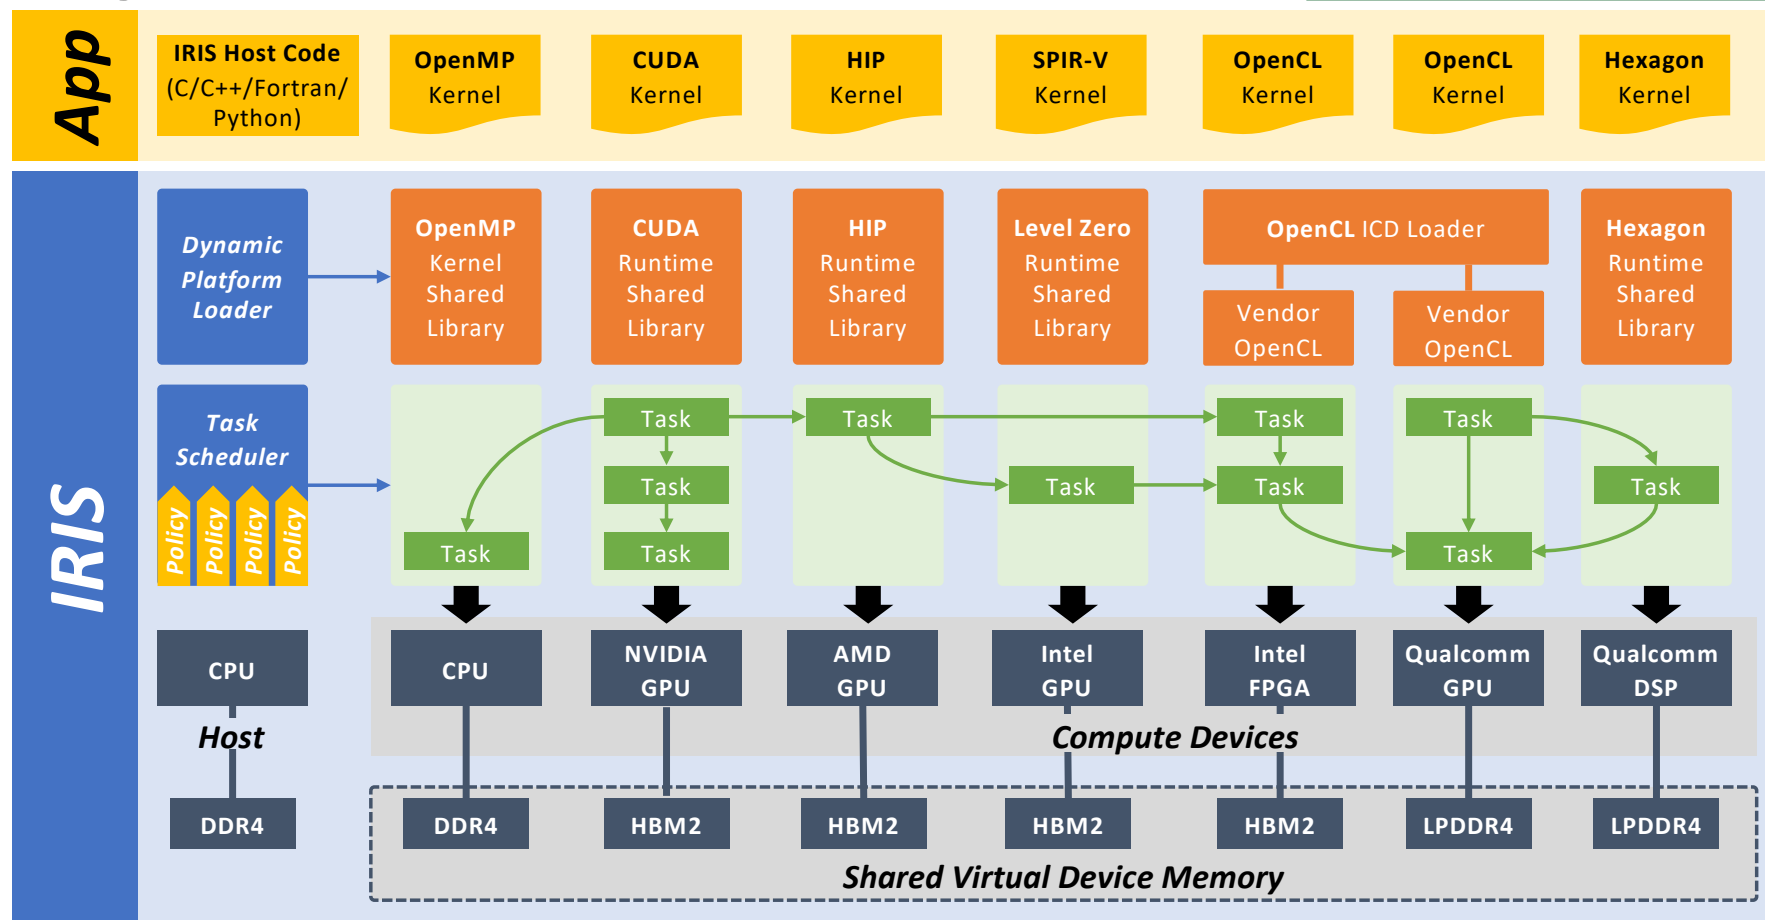 App
IRIS Host Code
(C/C++/Fortran/
Python)
OpenMP
Kernel
CUDA
Kernel
HIP
Kernel
SPIR-V
Kernel
OpenCL
Kernel
OpenCL
Kernel
Hexagon
Kernel
IRIS
Dynamic
Platform
Loader
OpenMP
Kernel
Shared
Library
CUDA
Runtime
Shared
Library
HIP
Runtime
Shared
Library
Level Zero
Runtime
Shared
Library
OpenCL ICD Loader
Vendor
OpenCL
Vendor
OpenCL
Hexagon
Runtime
Shared
Library
Task
Scheduler
Policy
Policy
Policy
Policy
Task
Task
Task
Task
Task
Task
Task
Task
Task
Task
Task
CPU
Host
DDR4
CPU
NVIDIA
GPU
AMD
GPU
Intel
GPU
Intel
FPGA
Qualcomm
GPU
Qualcomm
DSP
Compute Devices
DDR4
HBM2
HBM2
HBM2
HBM2
LPDDR4
LPDDR4
Shared Virtual Device Memory